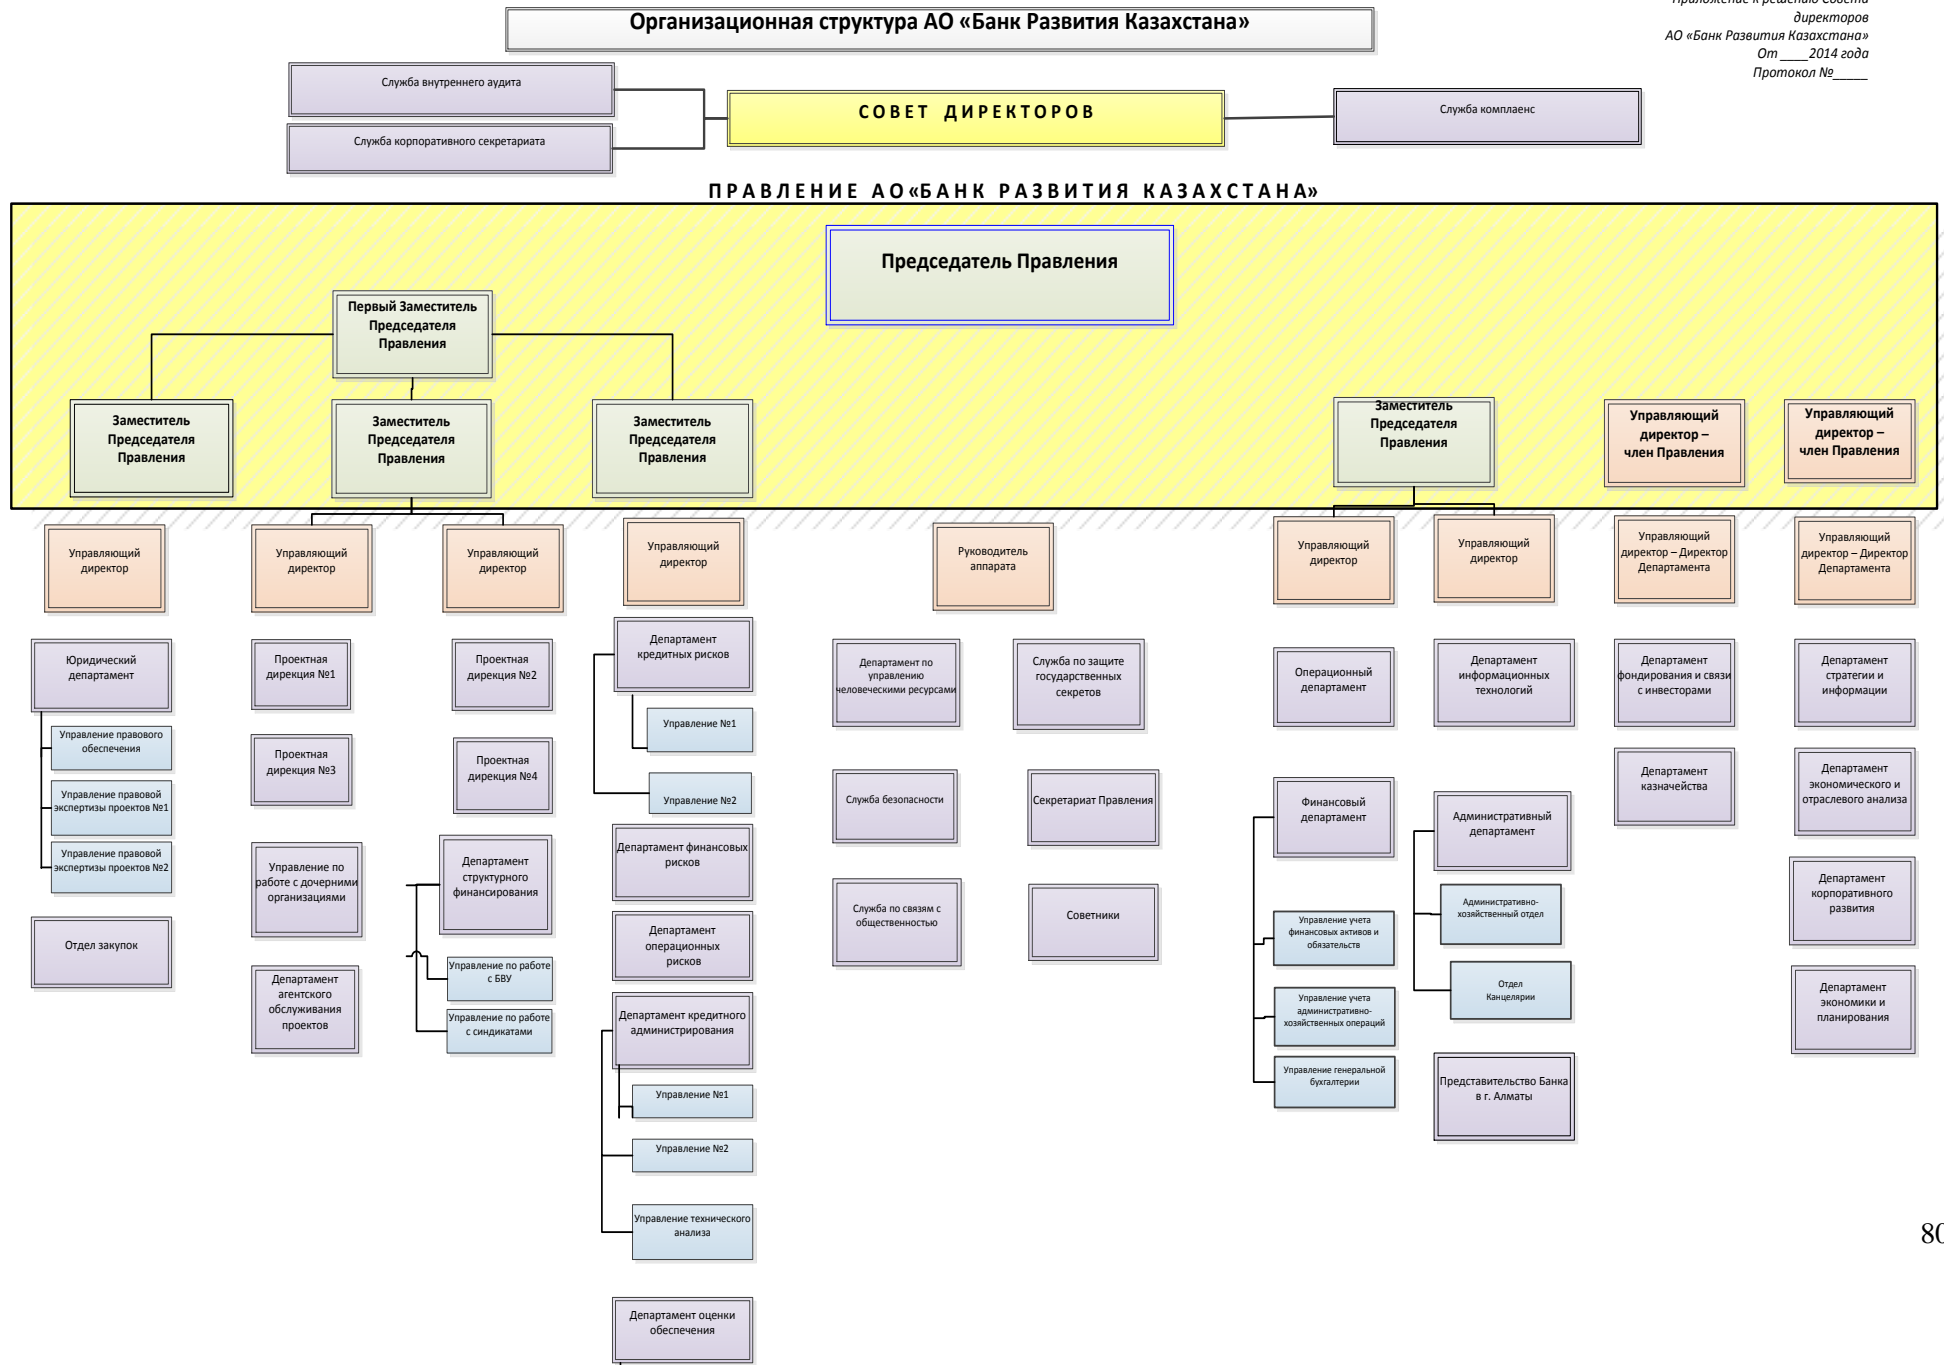 Приложение к решению Совета
директоров
АО «Банк Развития Казахстана»
От ____2014 года
Протокол №_____
Организационная структура АО «Банк Развития Казахстана»
Служба внутреннего аудита
Служба корпоративного секретариата
СОВЕТ ДИРЕКТОРОВ
Служба комплаенс
ПРАВЛЕНИЕ АО«БАНК РАЗВИТИЯ КАЗАХСТАНА»
Председатель Правления
Первый Заместитель
Председателя
Правления
Заместитель
Председателя
Правления
Заместитель
Председателя
Правления
Заместитель
Председателя
Правления
Заместитель
Председателя
Правления
Управляющий
директор –
член Правления
Управляющий
директор –
член Правления
Управляющий
директор
Управляющий
директор
Управляющий
директор
Управляющий
директор
Руководитель
аппарата
Управляющий
директор
Управляющий
директор
Управляющий
директор – Директор
Департамента
Управляющий
директор – Директор
Департамента
Юридический
департамент
Управление правового
обеспечения
Управление правовой
экспертизы проектов №1
Управление правовой
экспертизы проектов №2
Отдел закупок
Проектная
дирекция №1
Проектная
дирекция №3
Управление по
работе с дочерними
организациями
Департамент
агентского
обслуживания
проектов
Проектная
дирекция №2
Проектная
дирекция №4
Департамент
структурного
финансирования
Управление по работе
с БВУ
Управление по работе
с синдикатами
Департамент
кредитных рисков
Управление №1
Управление №2
Департамент финансовых
рисков
Департамент
операционных
рисков
Департамент кредитного
администрирования
Управление №1
Управление №2
Управление технического
анализа
Департамент оценки
обеспечения
Департамент по
управлению
человеческими ресурсами
Служба безопасности
Служба по связям с
общественностью
Служба по защите
государственных
секретов
Секретариат Правления
Советники
Операционный
департамент
Финансовый
департамент
Управление учета
финансовых активов и
обязательств
Управление учета
административно-
хозяйственных операций
Управление генеральной
бухгалтерии
Департамент
информационных
технологий
Административный
департамент
Административно-
хозяйственный отдел
Отдел
Канцелярии
Представительство Банка
в г. Алматы
Департамент
фондирования и связи
с инвесторами
Департамент
казначейства
Департамент
стратегии и
информации
Департамент
экономического и
отраслевого анализа
Департамент
корпоративного
развития
Департамент
экономики и
планирования
80